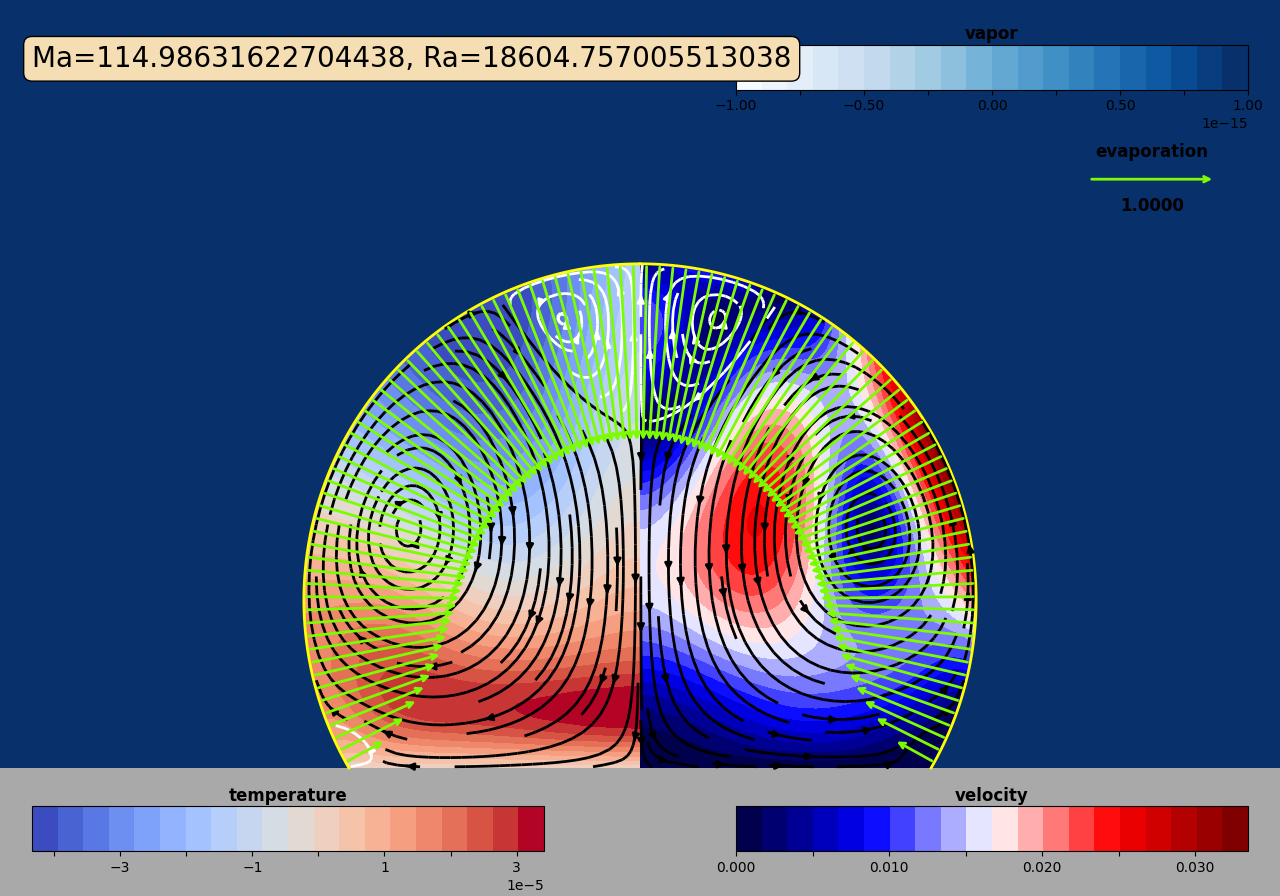 Ma=114.98631622704438, Ra=18604.757005513038
vapor
−1.00 −0.50 0.00 0.50 1.00
1e−15
evaporation
1.0000
temperature
−3 −1 1 3
1e−5
velocity
0.000 0.010 0.020 0.030